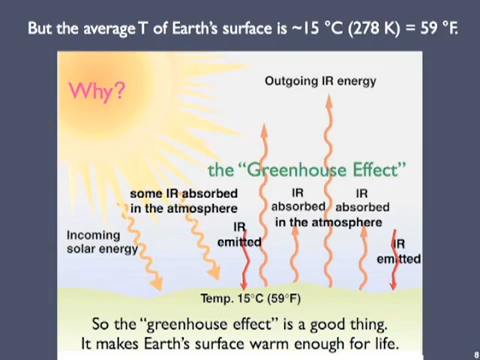 But the average T of Earth's surface is ~15 °C (278 K) = 59 °F.
Why?
Outgoing IR energy
the "Greenhouse Effect"
some IR absorbed
in the atmosphere
IR
absorbed
IR
absorbed
in the atmosphere
Incoming
solar energy
IR
emitted
IR
emitted
Temp. 15°C (59°F)
So the "greenhouse effect" is a good thing.
It makes Earth's surface warm enough for life.
8